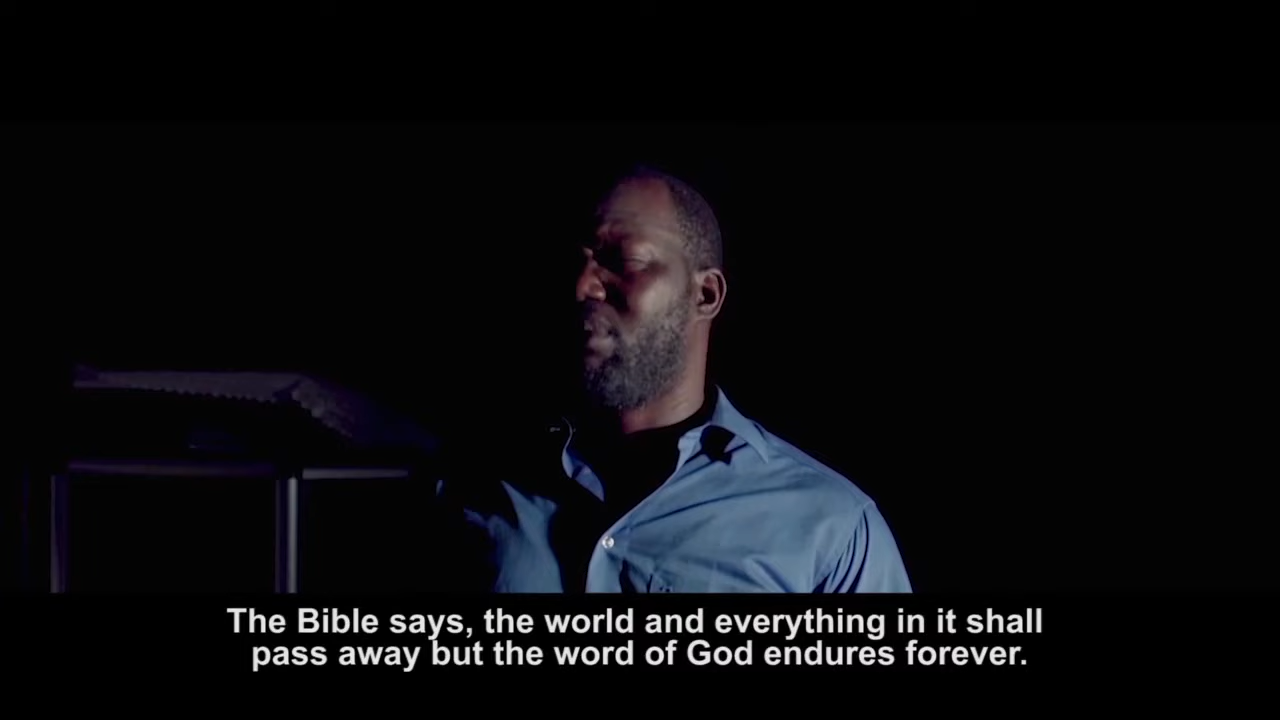 The Bible says, the world and everything in it shall
pass away but the word of God endures forever.